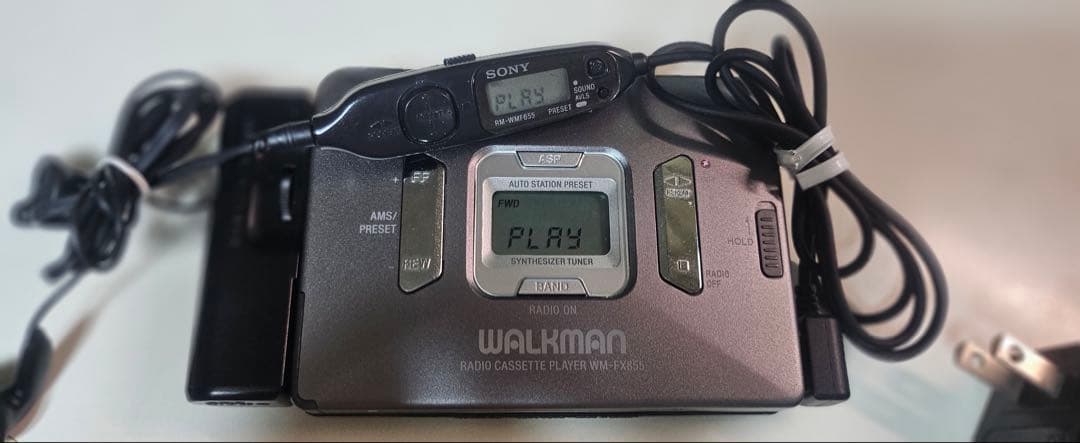 SONY
PLAY
SOUND
AVLS
PRESET
RM-WMF655
ASP
AUTO STATION PRESET
FWD
PLAY
SYNTHESIZER TUNER
BAND
RADIO ON
+ FF
AMS/
PRESET
- REW
HOLD
RADIO
OFF
WALKMAN
RADIO CASSETTE PLAYER WM-FX855